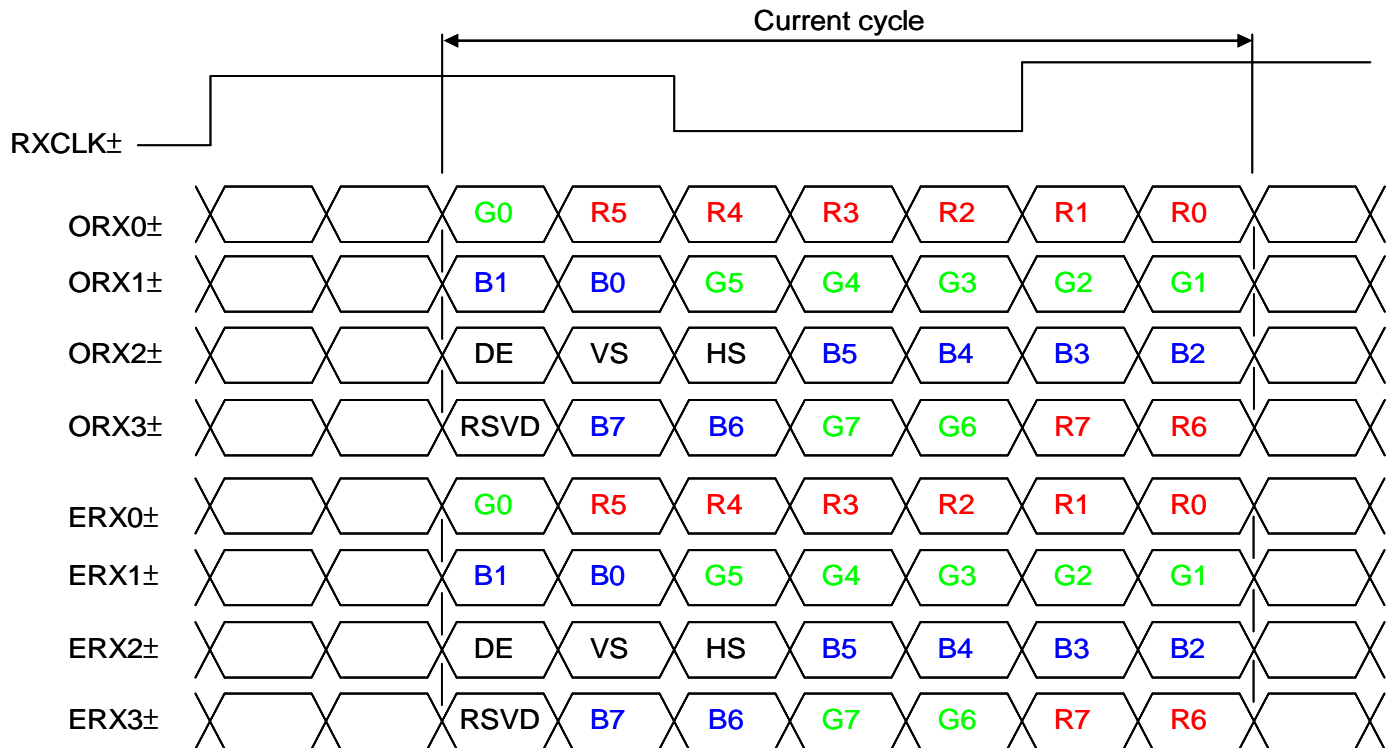 Current cycle
RXCLK±
ORX0± G0 R5 R4 R3 R2 R1 R0
ORX1± B1 B0 G5 G4 G3 G2 G1
ORX2± DE VS HS B5 B4 B3 B2
ORX3± RSVD B7 B6 G7 G6 R7 R6
ERX0± G0 R5 R4 R3 R2 R1 R0
ERX1± B1 B0 G5 G4 G3 G2 G1
ERX2± DE VS HS B5 B4 B3 B2
ERX3± RSVD B7 B6 G7 G6 R7 R6